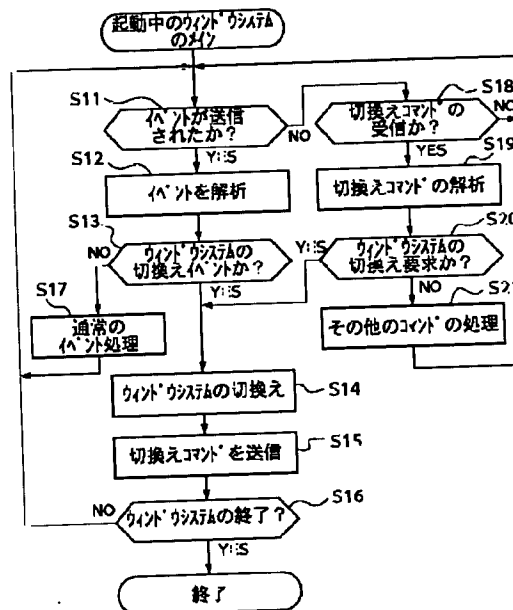 起動中のウィンドウシステム
のメイン
S11
イベントが送信
されたか?
NO
YES
S12
イベントを解析
S13
ウィンドウシステムの
切換えイベントか?
NO
YES
S17
通常の
イベント処理
S18
切換えコマンドの
受信か?
NO
YES
S19
切換えコマンドの解析
S20
ウィンドウシステムの
切換え要求か?
YES
NO
その他のコマンドの処理
ウィンドウシステムの切換え
S14
切換えコマンドを送信
S15
ウィンドウシステムの終了?
S16
NO
YES
終了